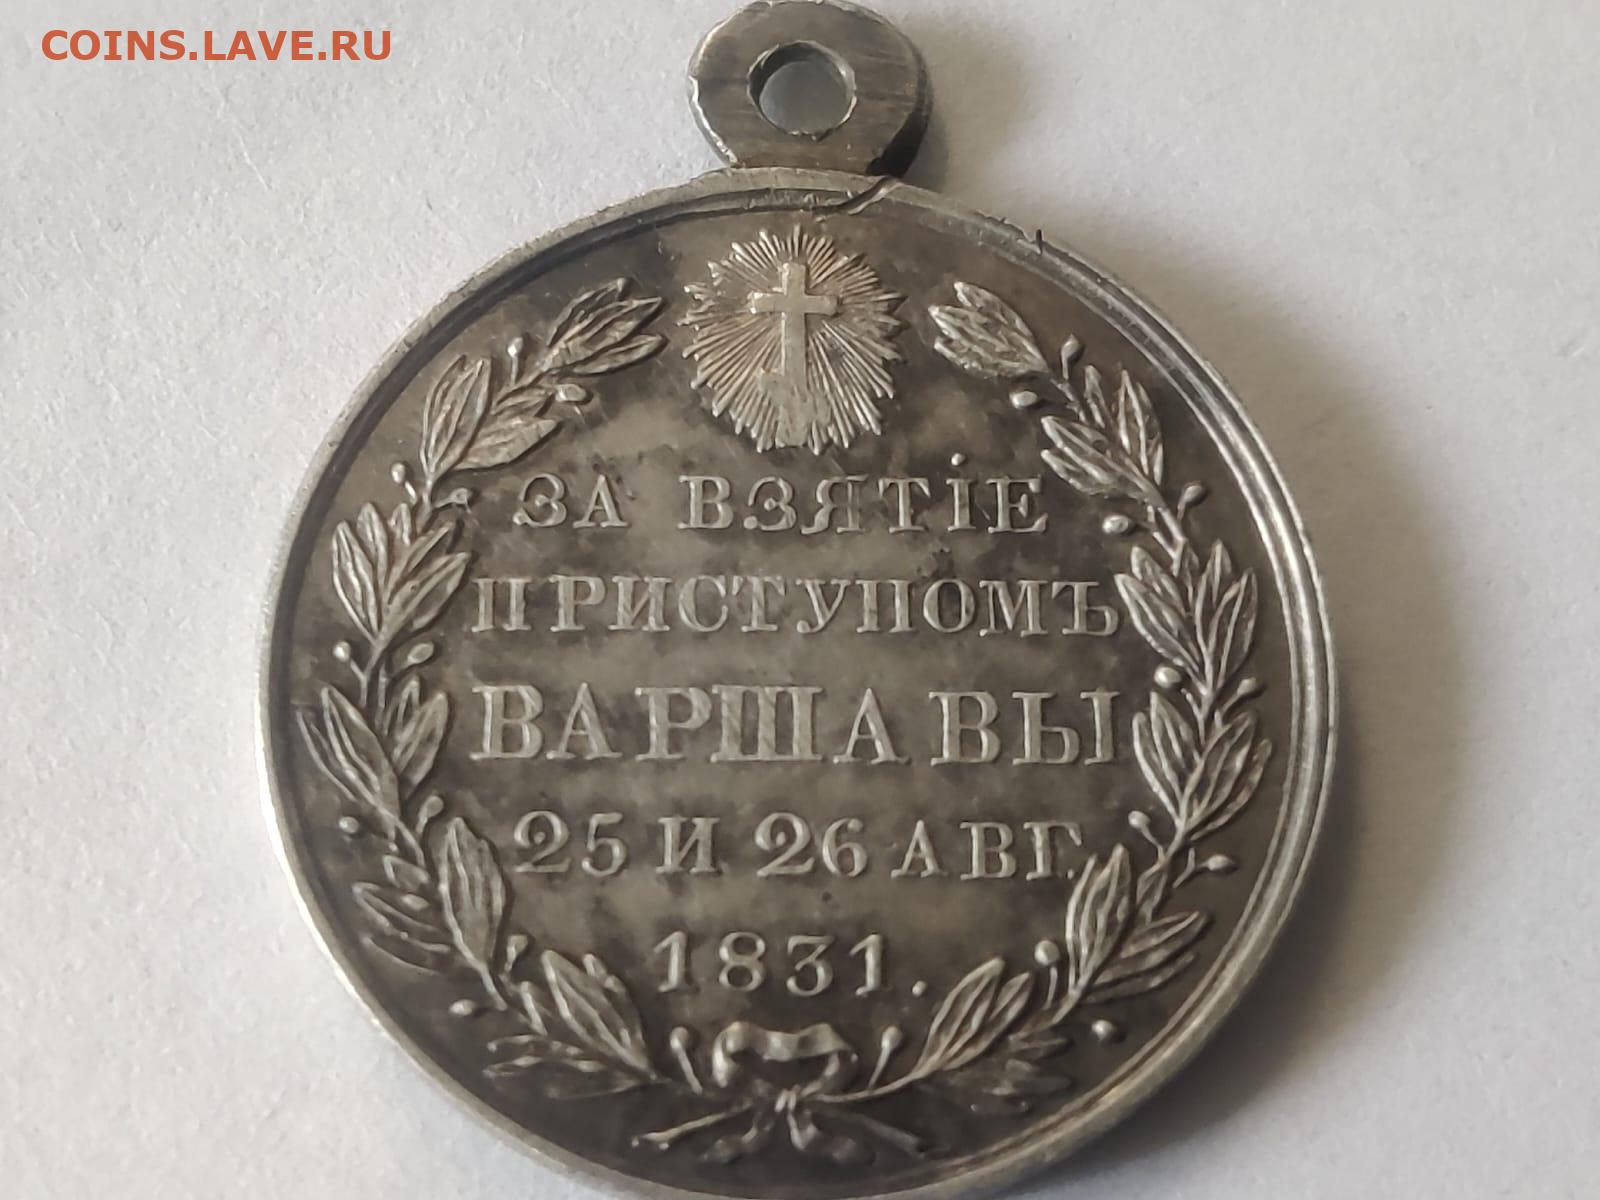 COINS.LAVE.RU
ЗА ВЗЯТІЕ
ПРИСТУПОМЪ
ВАРШАВЫ
25 И 26 АВГ.
1831.